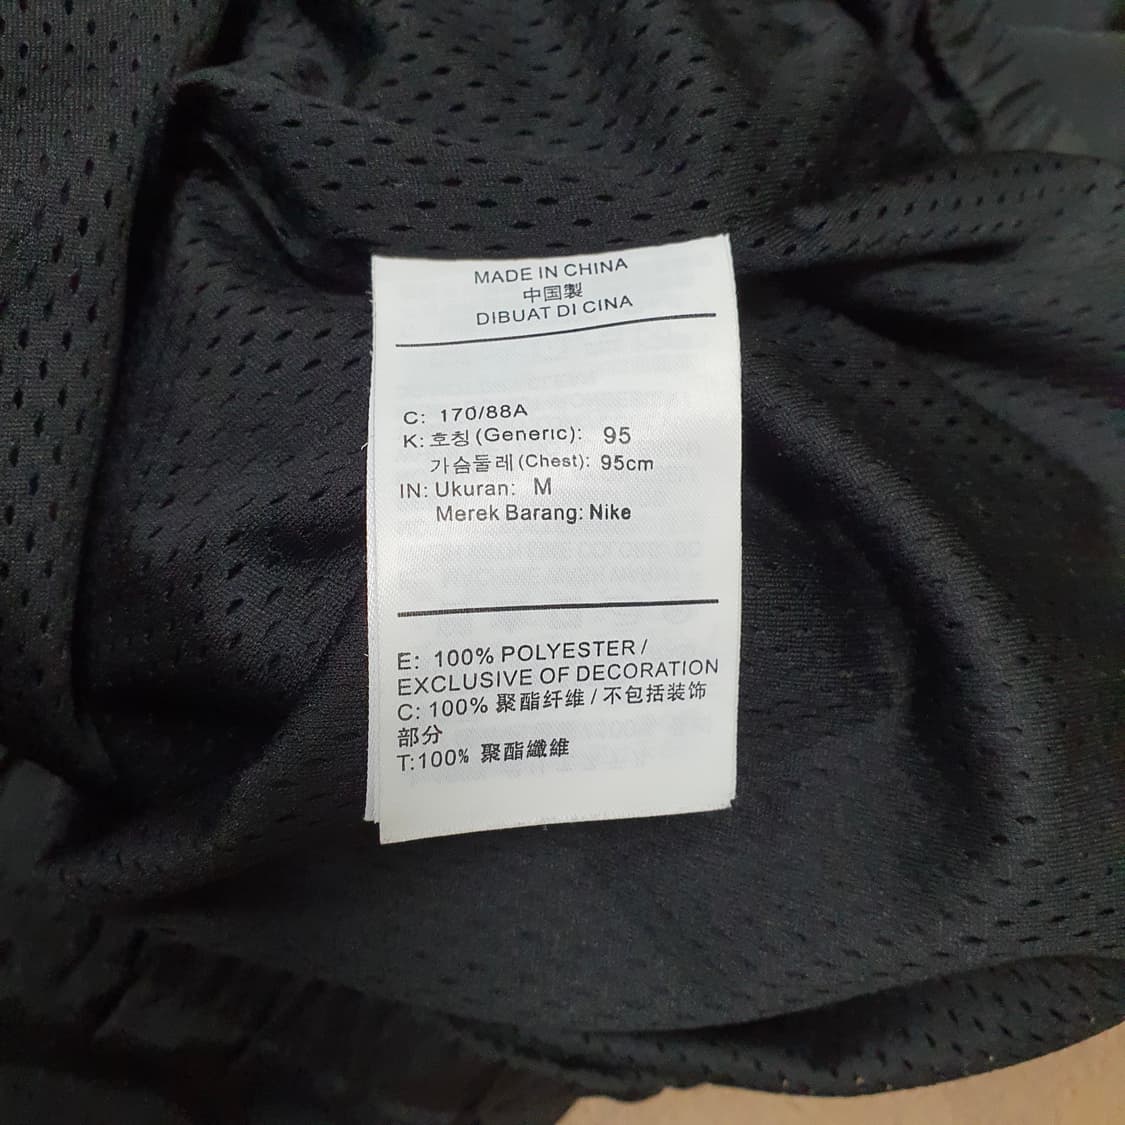 MADE IN CHINA
中国製
DIBUAT DI CINA
C: 170/88A
K: 호칭 (Generic): 95
가슴둘레 (Chest): 95cm
IN: Ukuran: M
Merek Barang: Nike
E: 100% POLYESTER /
EXCLUSIVE OF DECORATION
C: 100% 聚酯纤维 / 不包括装饰
部分
T:100% 聚酯纖維